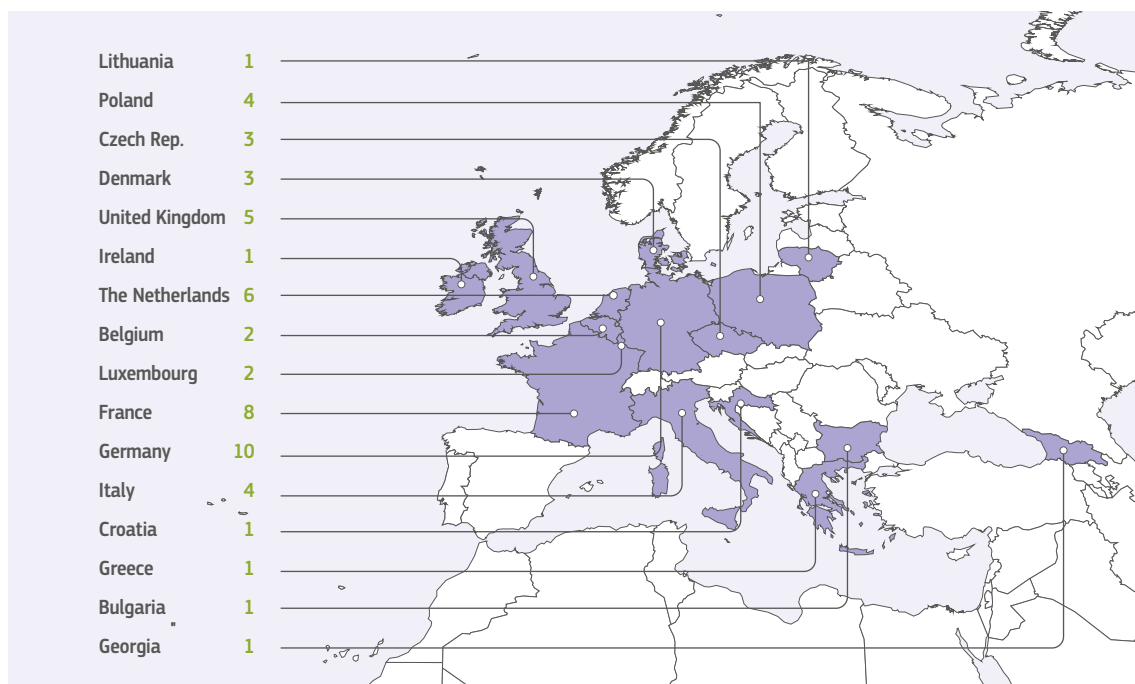 Lithuania 1
Poland 4
Czech Rep. 3
Denmark 3
United Kingdom 5
Ireland 1
The Netherlands 6
Belgium 2
Luxembourg 2
France 8
Germany 10
Italy 4
Croatia 1
Greece 1
Bulgaria 1
Georgia 1